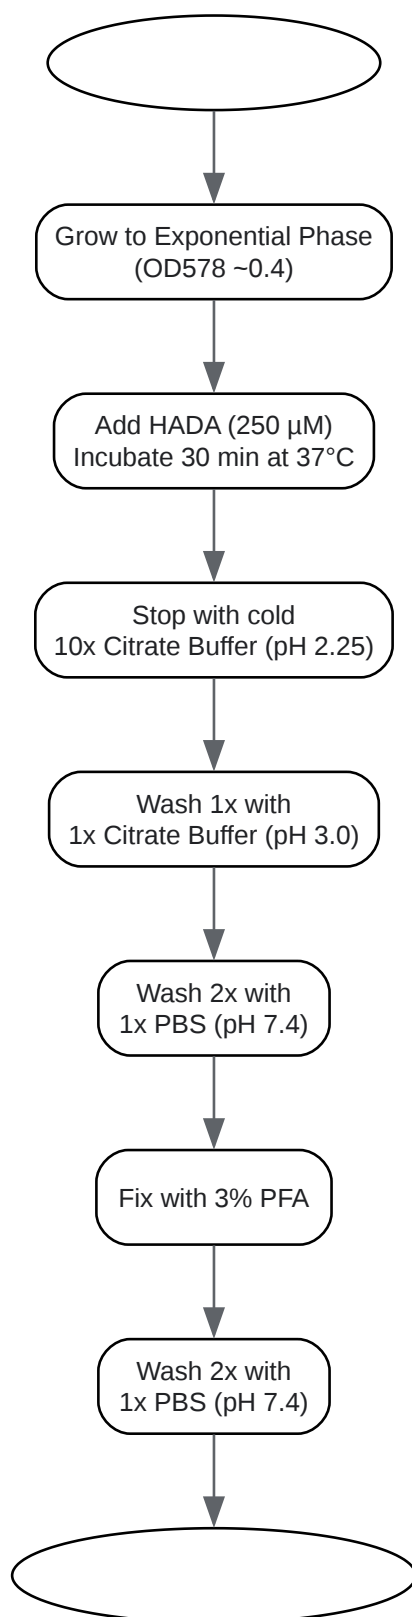 Grow to Exponential Phase
(OD578 ~0.4)
Add HADA (250 µM)
Incubate 30 min at 37°C
Stop with cold
10x Citrate Buffer (pH 2.25)
Wash 1x with
1x Citrate Buffer (pH 3.0)
Wash 2x with
1x PBS (pH 7.4)
Fix with 3% PFA
Wash 2x with
1x PBS (pH 7.4)